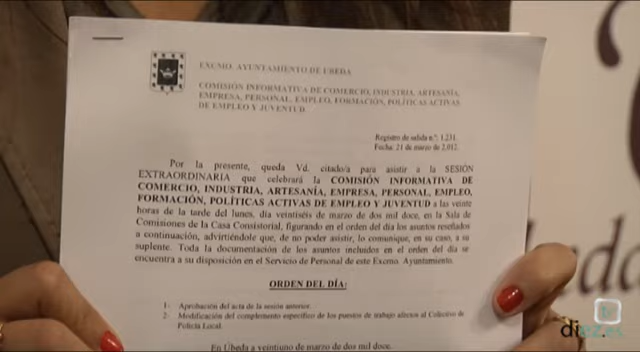 EXCMO. AYUNTAMIENTO DE UBEDA
COMISIÓN INFORMATIVA DE COMERCIO, INDUSTRIA, ARTESANÍA,
EMPRESA, PERSONAL, EMPLEO, FORMACIÓN, POLÍTICAS ACTIVAS
DE EMPLEO Y JUVENTUD
Registro de salida n.º: 1.231.
Fecha: 21 de marzo de 2.012.
Por la presente, queda Vd. citado/a para asistir a la SESIÓN
EXTRAORDINARIA que celebrará la COMISIÓN INFORMATIVA DE
COMERCIO, INDUSTRIA, ARTESANÍA, EMPRESA, PERSONAL, EMPLEO,
FORMACIÓN, POLÍTICAS ACTIVAS DE EMPLEO Y JUVENTUD a las veinte
horas de la tarde del lunes, día veintiséis de marzo de dos mil doce, en la Sala de
Comisiones de la Casa Consistorial, figurando en el orden del día los asuntos reseñados
a continuación, advirtiéndole que, de no poder asistir, lo comunique, en su caso, a su
suplente. Toda la documentación de los asuntos incluidos en el orden del día se
encuentra a su disposición en el Servicio de Personal de este Excmo. Ayuntamiento.
ORDEN DEL DÍA:
1- Aprobación del acta de la sesión anterior.
2- Modificación del complemento específico de los puestos de trabajo afectos al Colectivo de
Policía Local.
En Úbeda a veintiuno de marzo de dos mil doce.
diez.es